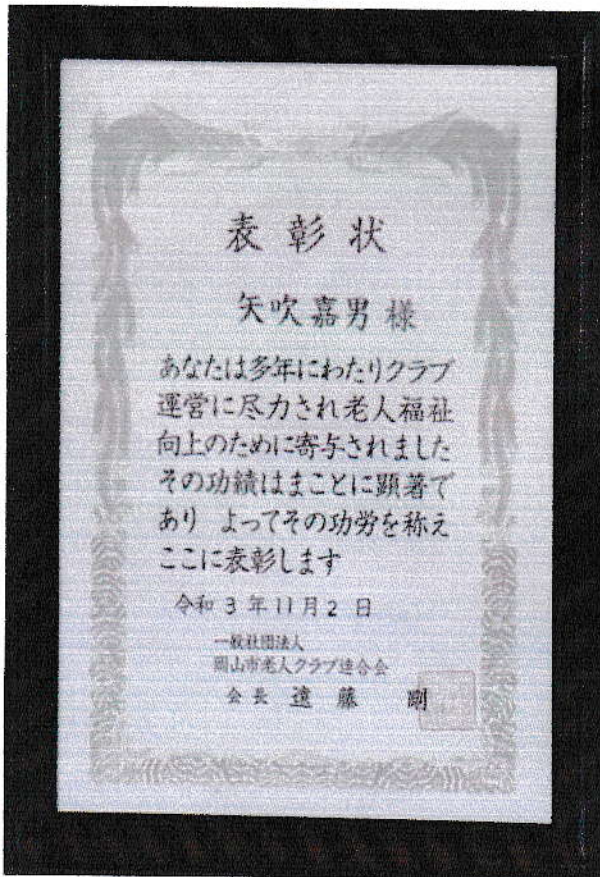 表彰状
矢吹嘉男 様
あなたは多年にわたりクラブ
運営に尽力され老人福祉
向上のために寄与されました
その功績はまことに顕著で
あり よってその功労を称え
ここに表彰します
令和3年11月2日
一般社団法人
岡山市老人クラブ連合会
会長 遠藤 剛